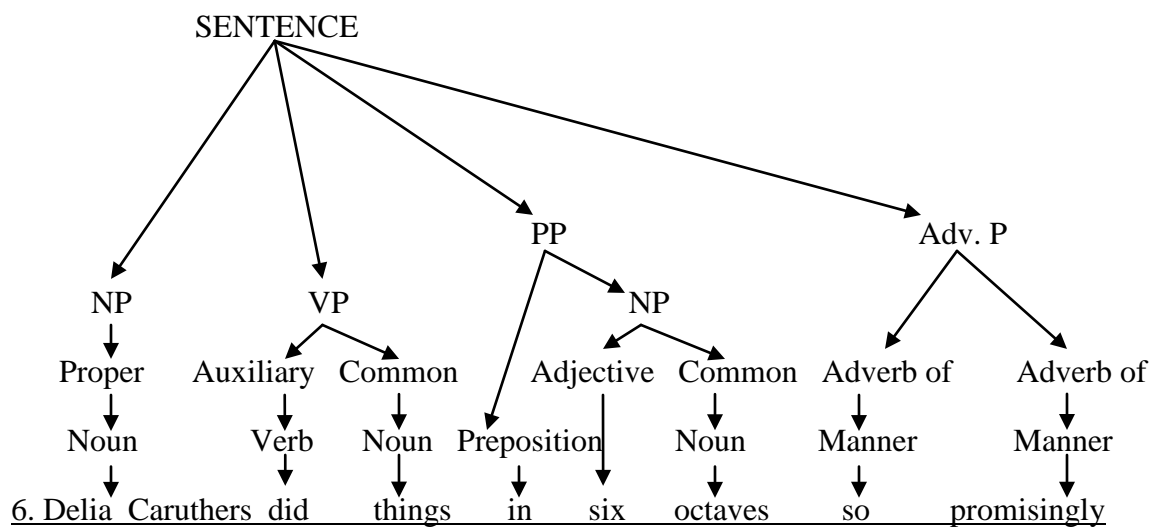 SENTENCE
PP Adv. P
NP VP NP
Proper Auxiliary Common Adjective Common Adverb of Adverb of
Noun Verb Noun Preposition Noun Manner Manner
6. Delia Caruthers did things in six octaves so promisingly